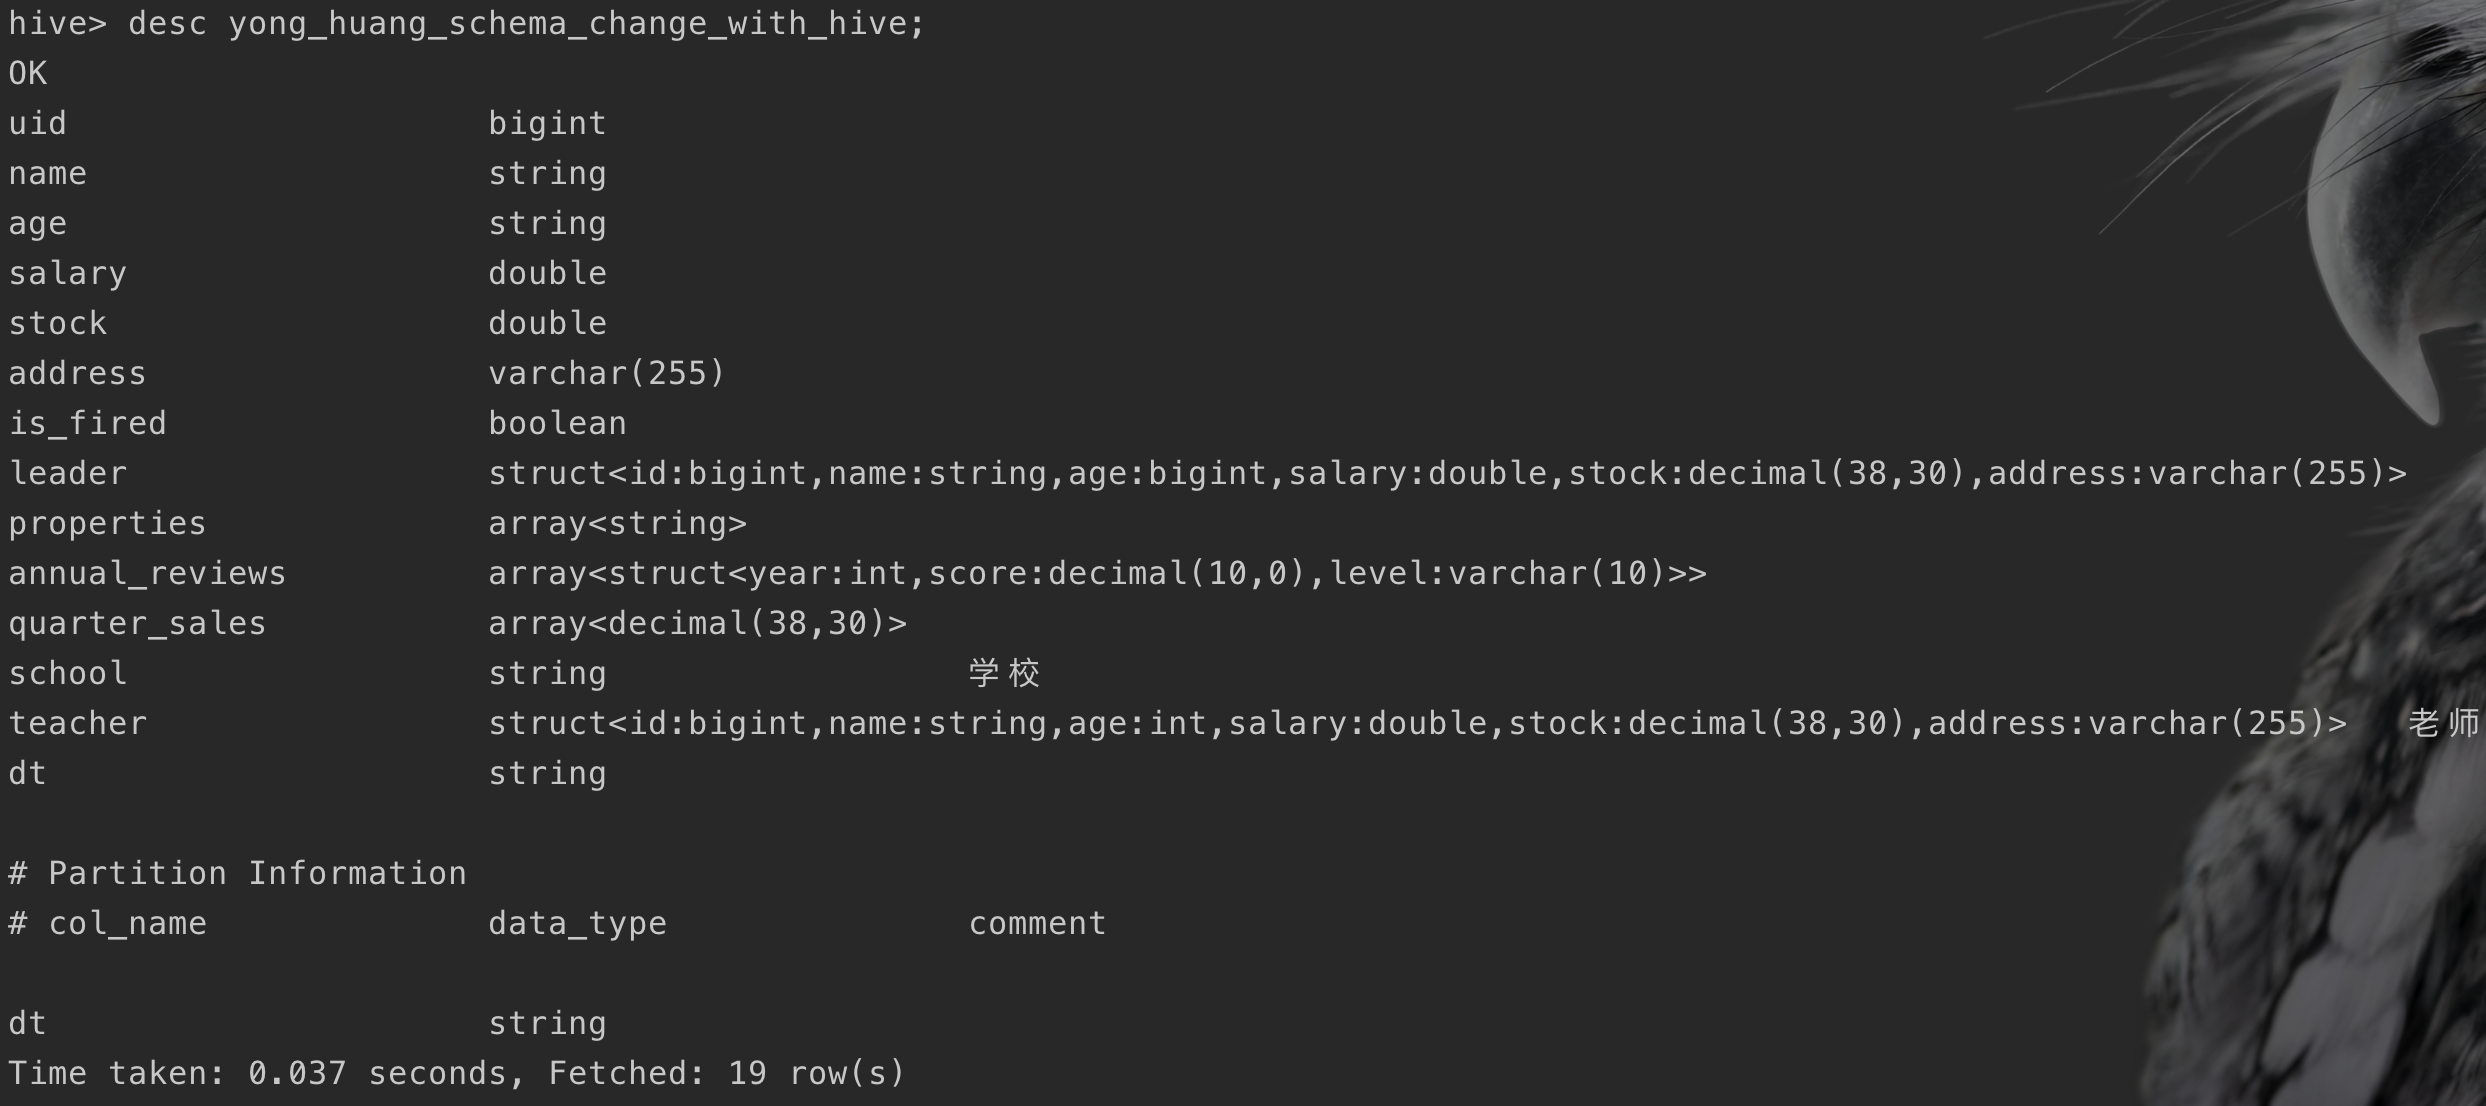 hive> desc yong_huang_schema_change_with_hive;
OK
uid bigint
name string
age string
salary double
stock double
address varchar(255)
is_fired boolean
leader struct<id:bigint,name:string,age:bigint,salary:double,stock:decimal(38,30),address:varchar(255)>
properties array<string>
annual_reviews array<struct<year:int,score:decimal(10,0),level:varchar(10)>>
quarter_sales array<decimal(38,30)>
school string 学校
teacher struct<id:bigint,name:string,age:int,salary:double,stock:decimal(38,30),address:varchar(255)> 老师
dt string
# Partition Information
# col_name data_type comment
dt string
Time taken: 0.037 seconds, Fetched: 19 row(s)